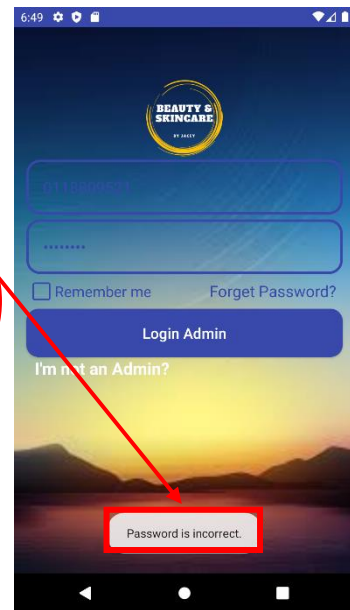 6:49
BEAUTY &
SKINCARE
BY JACEY
........
Remember me Forget Password?
Login Admin
I'm not an Admin?
Password is incorrect.